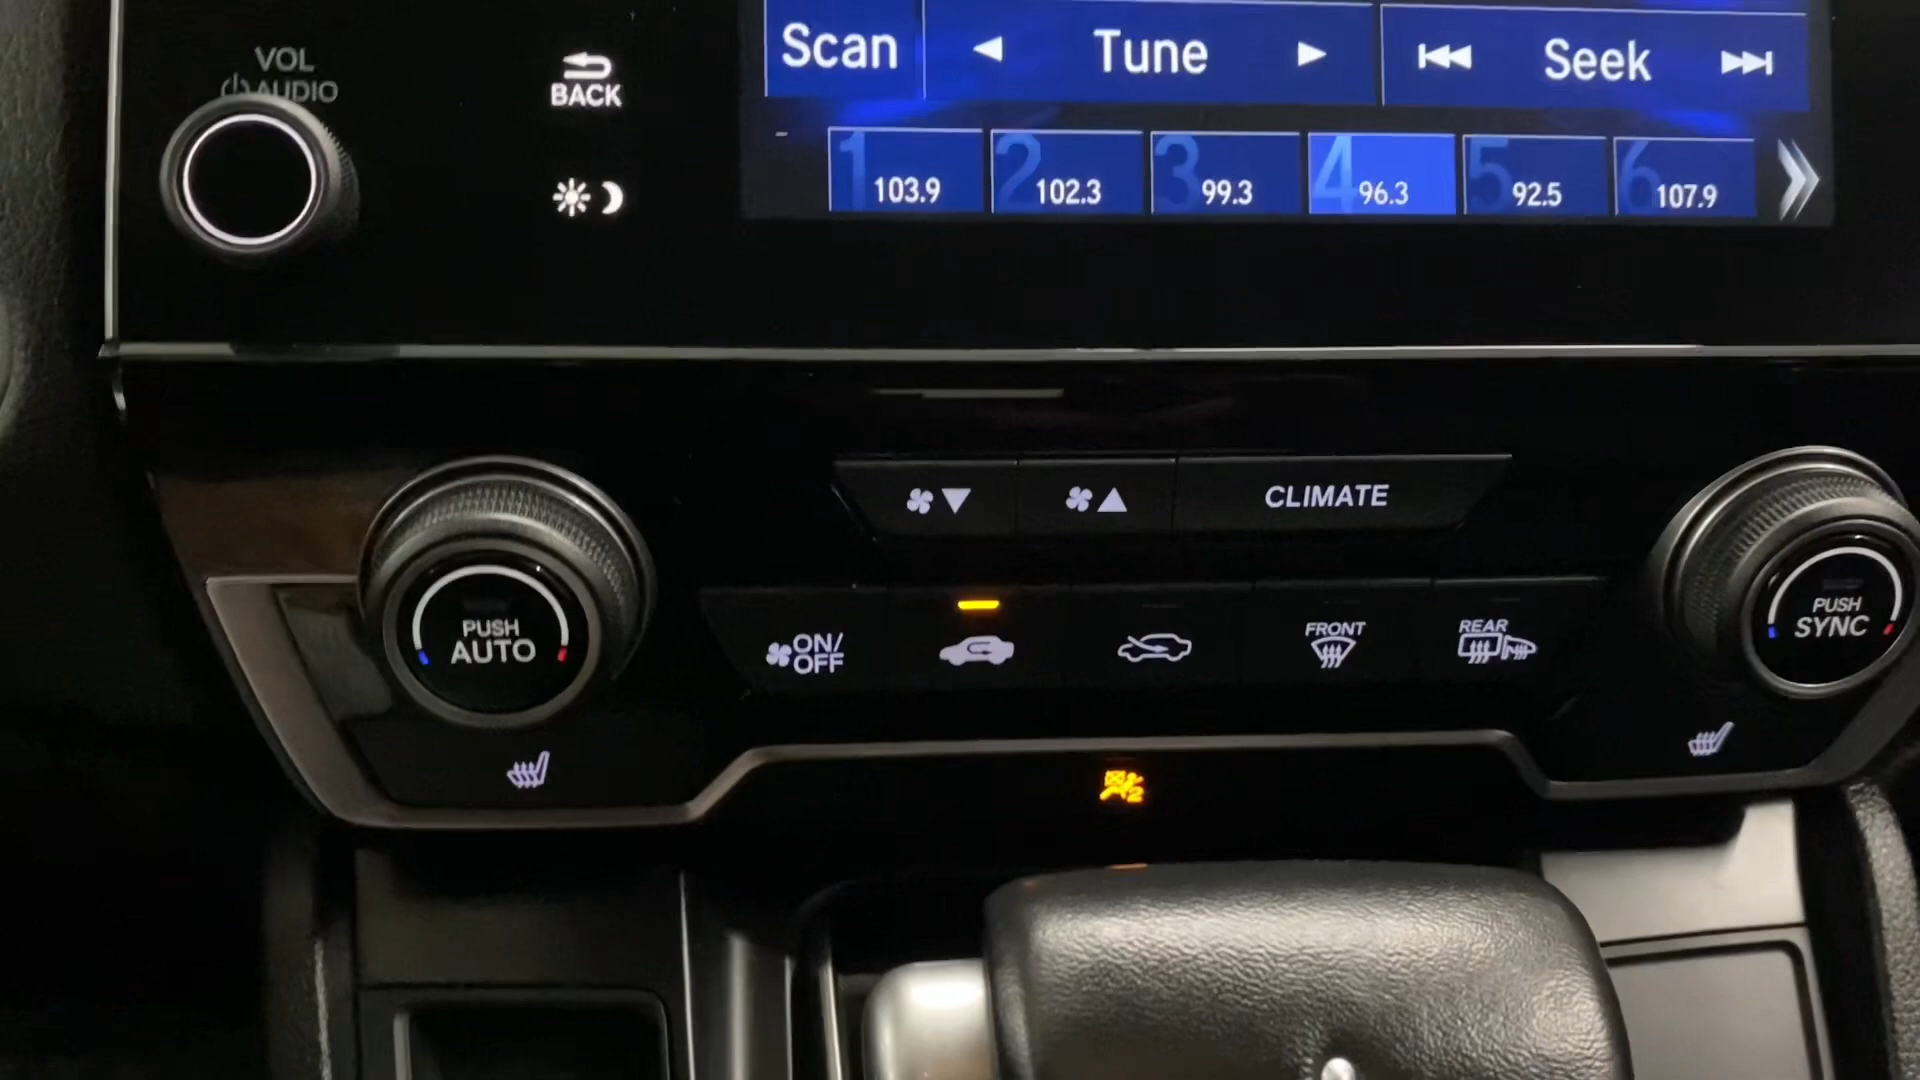 VOL
AUDIO
BACK
Scan Tune Seek
1 103.9 2 102.3 3 99.3 4 96.3 5 92.5 6 107.9
CLIMATE
PUSH
AUTO
ON/
OFF
FRONT
REAR
PUSH
SYNC
2